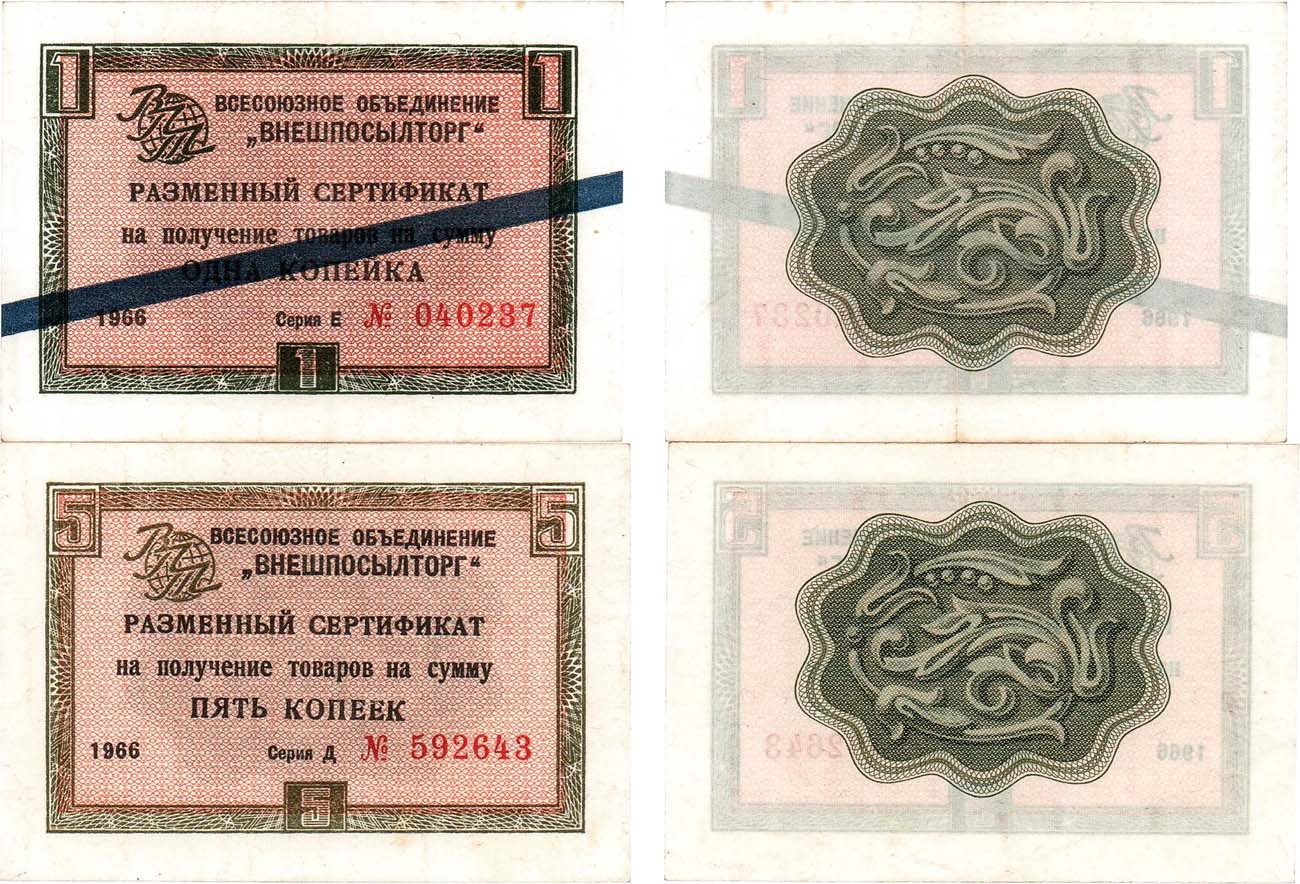 1 1
ВПТ ВСЕСОЮЗНОЕ ОБЪЕДИНЕНИЕ
„ВНЕШПОСЫЛТОРГ“
РАЗМЕННЫЙ СЕРТИФИКАТ
на получение товаров на сумму
ОДНА КОПЕЙКА
1966 Серия Е № 040237
1
5 5
ВПТ ВСЕСОЮЗНОЕ ОБЪЕДИНЕНИЕ
„ВНЕШПОСЫЛТОРГ“
РАЗМЕННЫЙ СЕРТИФИКАТ
на получение товаров на сумму
ПЯТЬ КОПЕЕК
1966 Серия Д № 592643
5